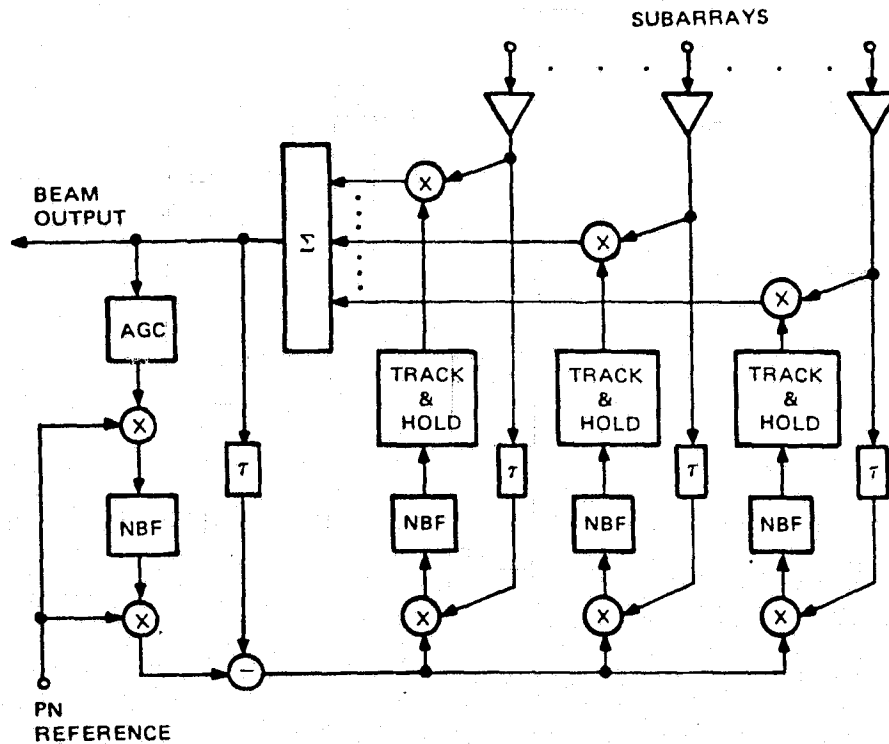 SUBARRAYS
BEAM
OUTPUT
Σ
X
X
X
AGC
TRACK
&
HOLD
TRACK
&
HOLD
TRACK
&
HOLD
X
τ
τ
τ
τ
NBF
NBF
NBF
NBF
X
X
X
X
−
PN
REFERENCE